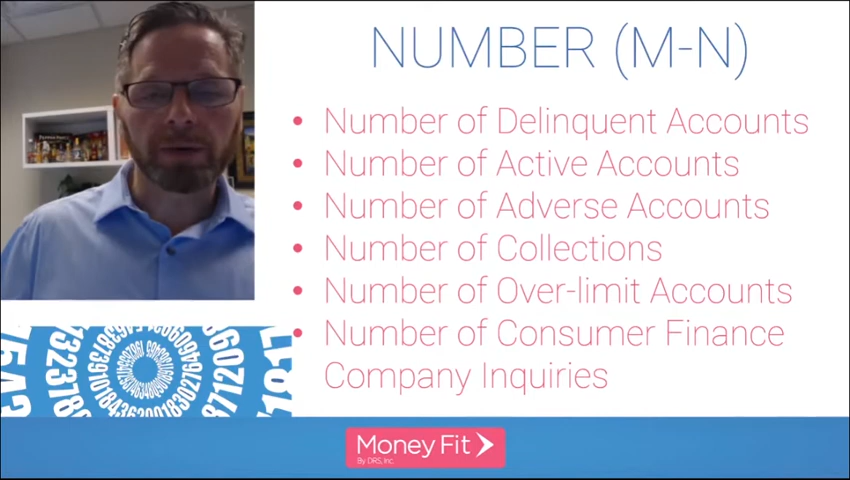 NUMBER (M-N)
• Number of Delinquent Accounts
• Number of Active Accounts
• Number of Adverse Accounts
• Number of Collections
• Number of Over-limit Accounts
• Number of Consumer Finance
Company Inquiries
Money Fit
By DRS, Inc.